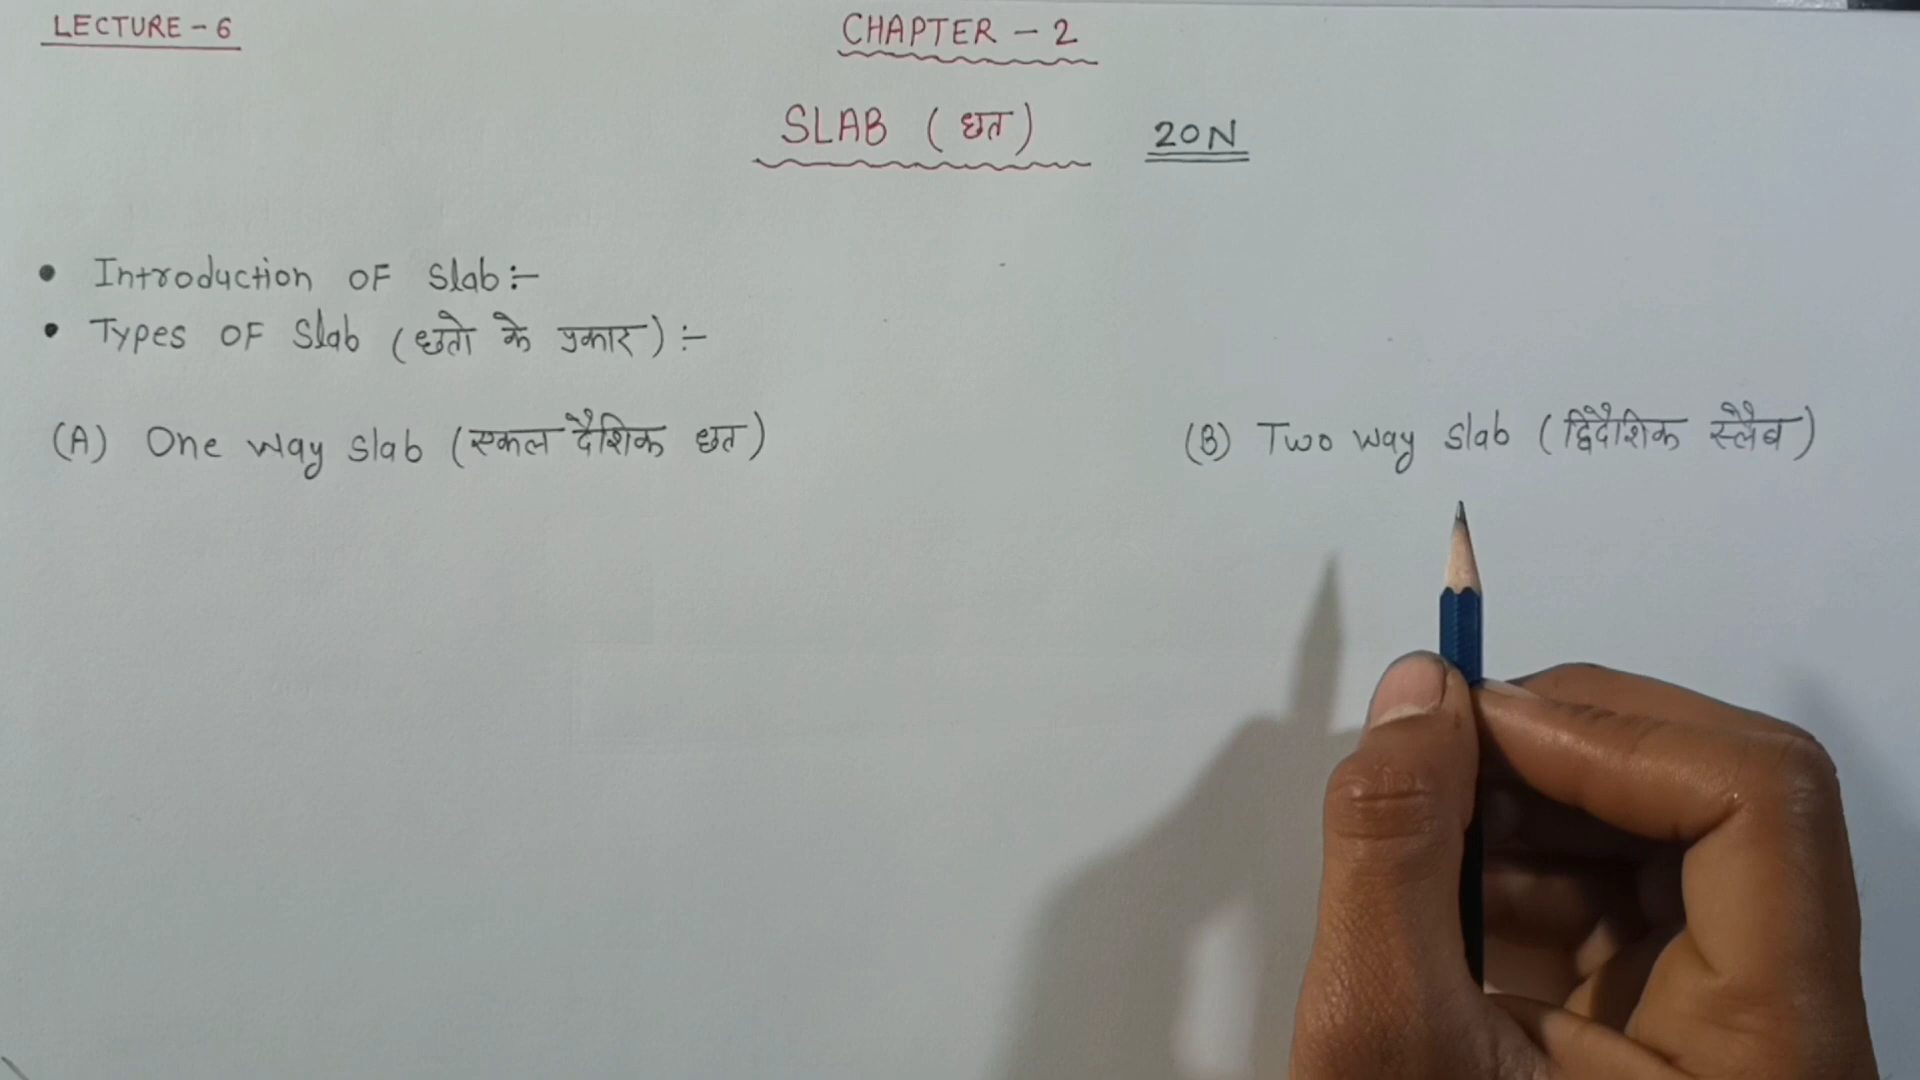 LECTURE - 6
CHAPTER - 2
SLAB ( छत ) 20N
• Introduction OF Slab:-
• Types OF Slab ( छतो के प्रकार ) :-
(A) One way slab (एकल दैशिक छत)
(B) Two way slab (द्विदैशिक स्लैब)